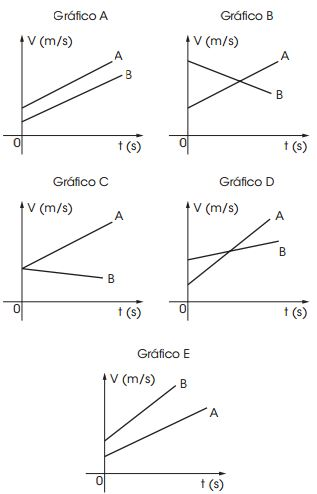 Gráfico A
V (m/s)
A
B
0
t (s)
Gráfico B
V (m/s)
A
B
0
t (s)
Gráfico C
V (m/s)
A
B
0
t (s)
Gráfico D
V (m/s)
A
B
0
t (s)
Gráfico E
V (m/s)
B
A
0
t (s)